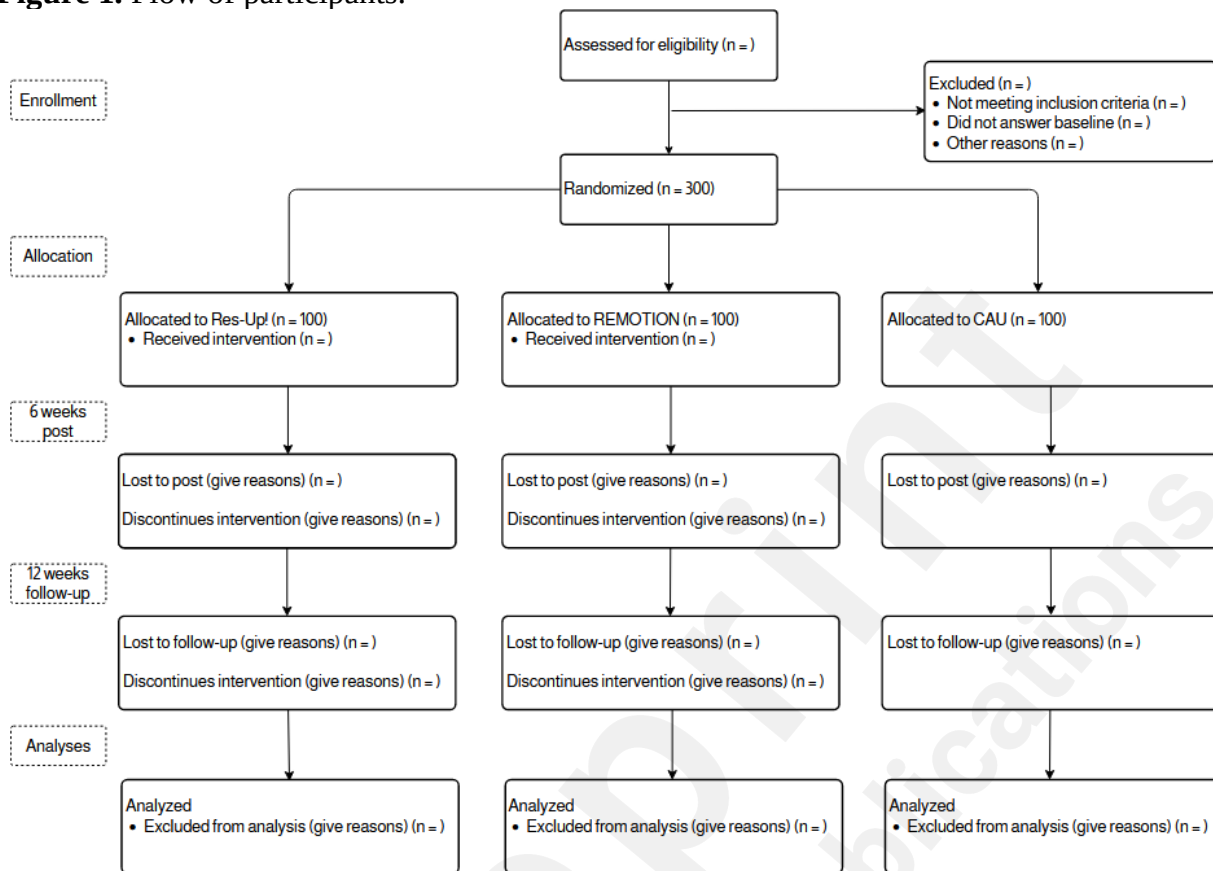 Figure 1. Flow of participants.
Assessed for eligibility (n = )
Enrollment
Excluded (n = )
• Not meeting inclusion criteria (n = )
• Did not answer baseline (n = )
• Other reasons (n = )
Randomized (n = 300)
Allocation
Allocated to Res-Up! (n = 100)
• Received intervention (n = )
Allocated to REMOTION (n = 100)
• Received intervention (n = )
Allocated to CAU (n = 100)
6 weeks
post
Lost to post (give reasons) (n = )
Discontinues intervention (give reasons) (n = )
Lost to post (give reasons) (n = )
Discontinues intervention (give reasons) (n = )
Lost to post (give reasons) (n = )
12 weeks
follow-up
Lost to follow-up (give reasons) (n = )
Discontinues intervention (give reasons) (n = )
Lost to follow-up (give reasons) (n = )
Discontinues intervention (give reasons) (n = )
Lost to follow-up (give reasons) (n = )
Analyses
Analyzed
• Excluded from analysis (give reasons) (n = )
Analyzed
• Excluded from analysis (give reasons) (n = )
Analyzed
• Excluded from analysis (give reasons) (n = )
print
blications